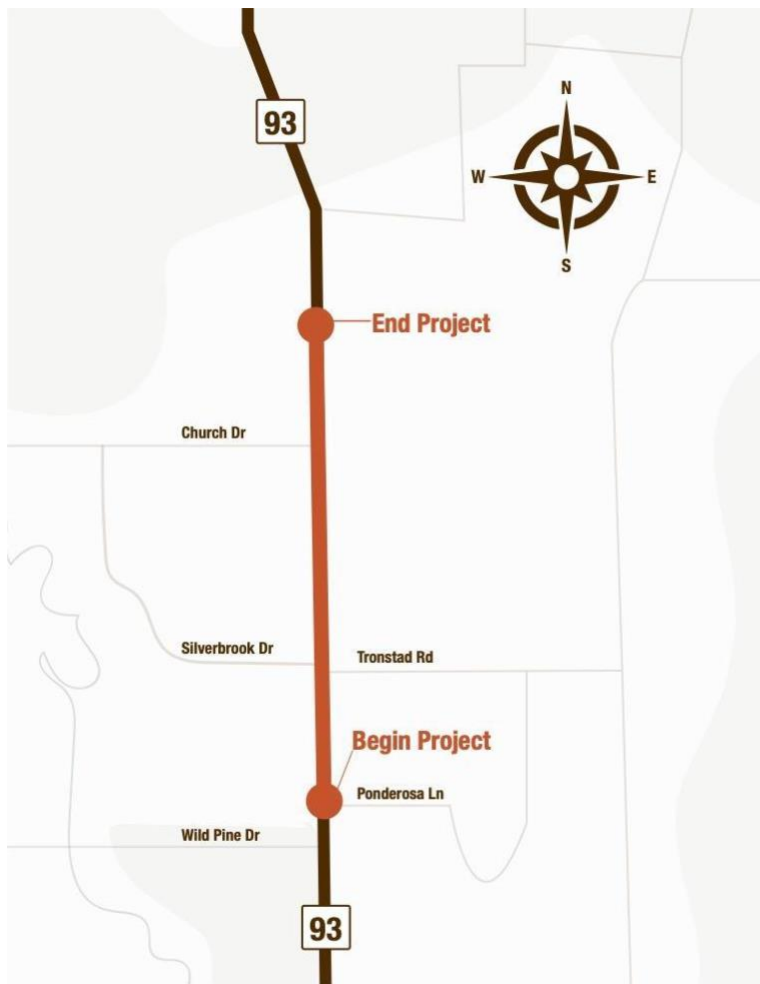 N
93
W
E
S
End Project
Church Dr
Silverbrook Dr
Tronstad Rd
Begin Project
Ponderosa Ln
Wild Pine Dr
93